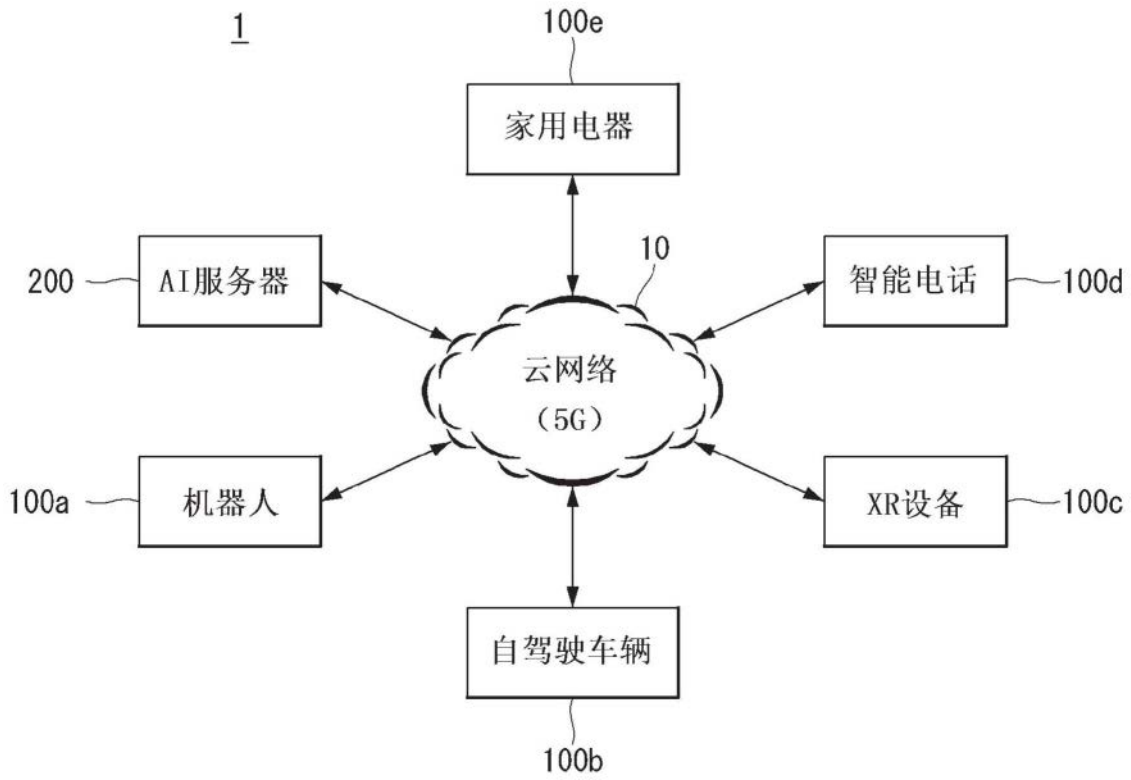 1
100e
家用电器
10
200
AI服务器
智能电话
100d
云网络
（5G）
100a
机器人
XR设备
100c
自驾驶车辆
100b